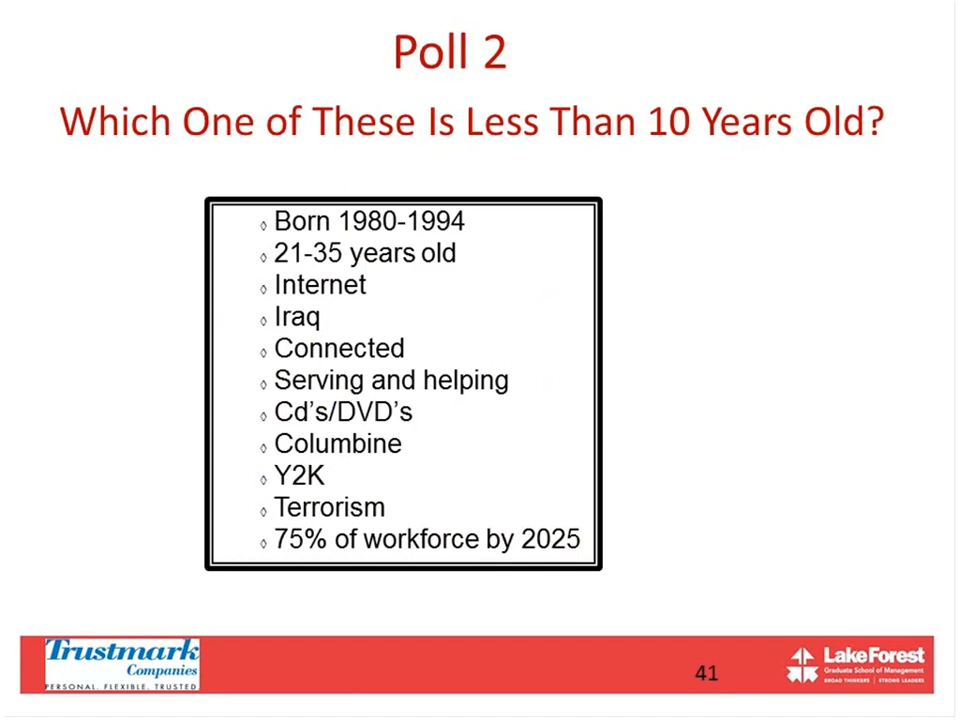 Poll 2
Which One of These Is Less Than 10 Years Old?
◊ Born 1980-1994
◊ 21-35 years old
◊ Internet
◊ Iraq
◊ Connected
◊ Serving and helping
◊ Cd's/DVD's
◊ Columbine
◊ Y2K
◊ Terrorism
◊ 75% of workforce by 2025
Trustmark
Companies
PERSONAL. FLEXIBLE. TRUSTED
41
Lake Forest
Graduate School of Management
BROAD THINKERS | STRONG LEADERS